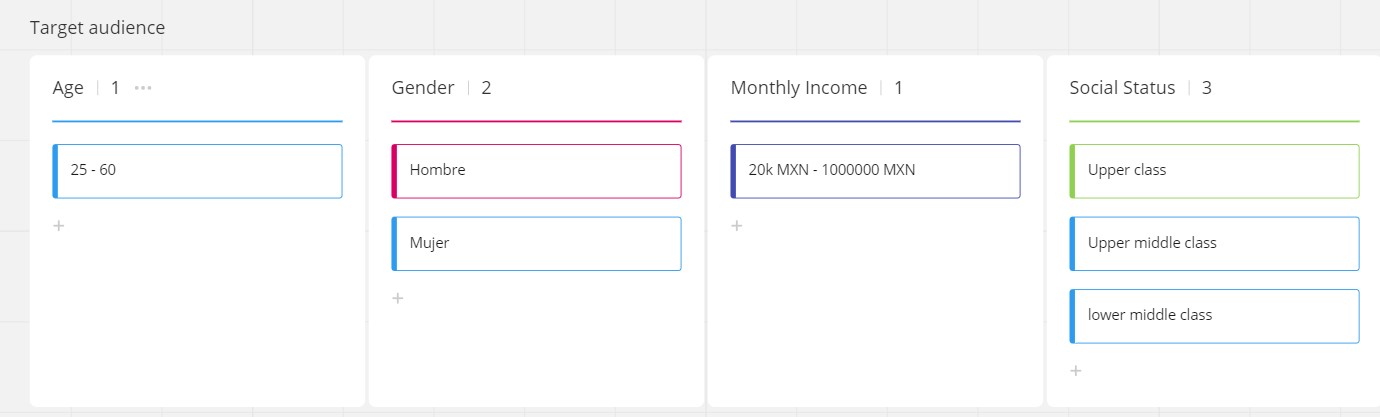 Target audience
Age | 1 ...
25 - 60
+
Gender | 2
Hombre
Mujer
+
Monthly Income | 1
20k MXN - 1000000 MXN
+
Social Status | 3
Upper class
Upper middle class
lower middle class
+